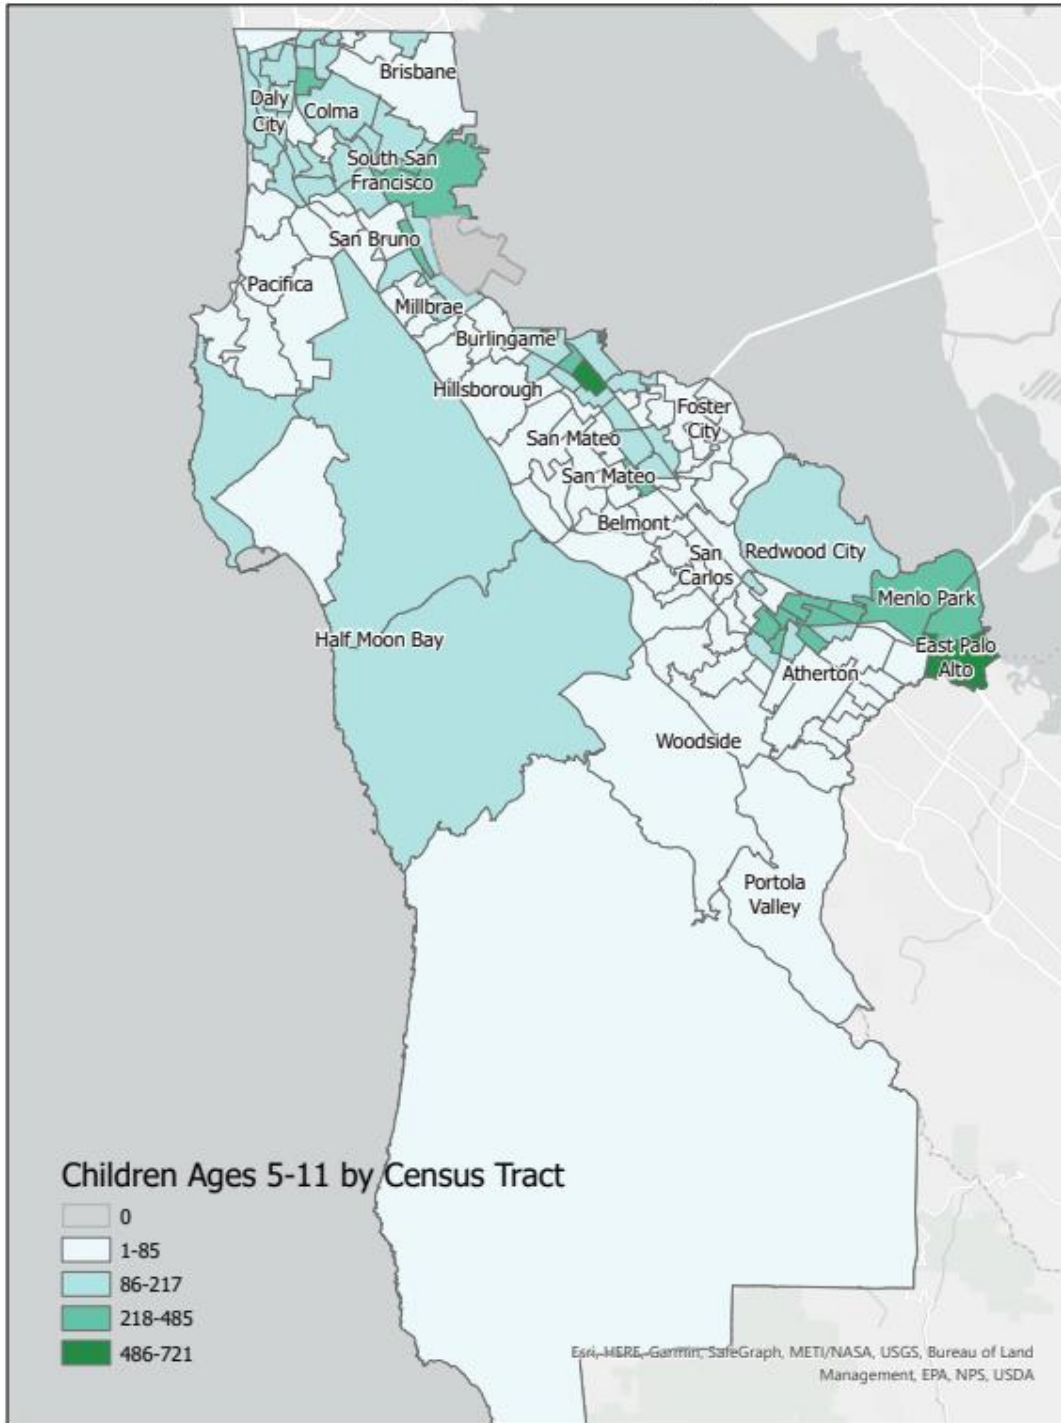 Brisbane
Daly
City
Colma
South San
Francisco
San Bruno
Pacifica
Millbrae
Burlingame
Hillsborough
Foster
City
San Mateo
San Mateo
Belmont
San
Carlos
Redwood City
Menlo Park
Half Moon Bay
East Palo
Alto
Atherton
Woodside
Portola
Valley
Children Ages 5-11 by Census Tract
0
1-85
86-217
218-485
486-721
Esri, HERE, Garmin, SafeGraph, METI/NASA, USGS, Bureau of Land
Management, EPA, NPS, USDA